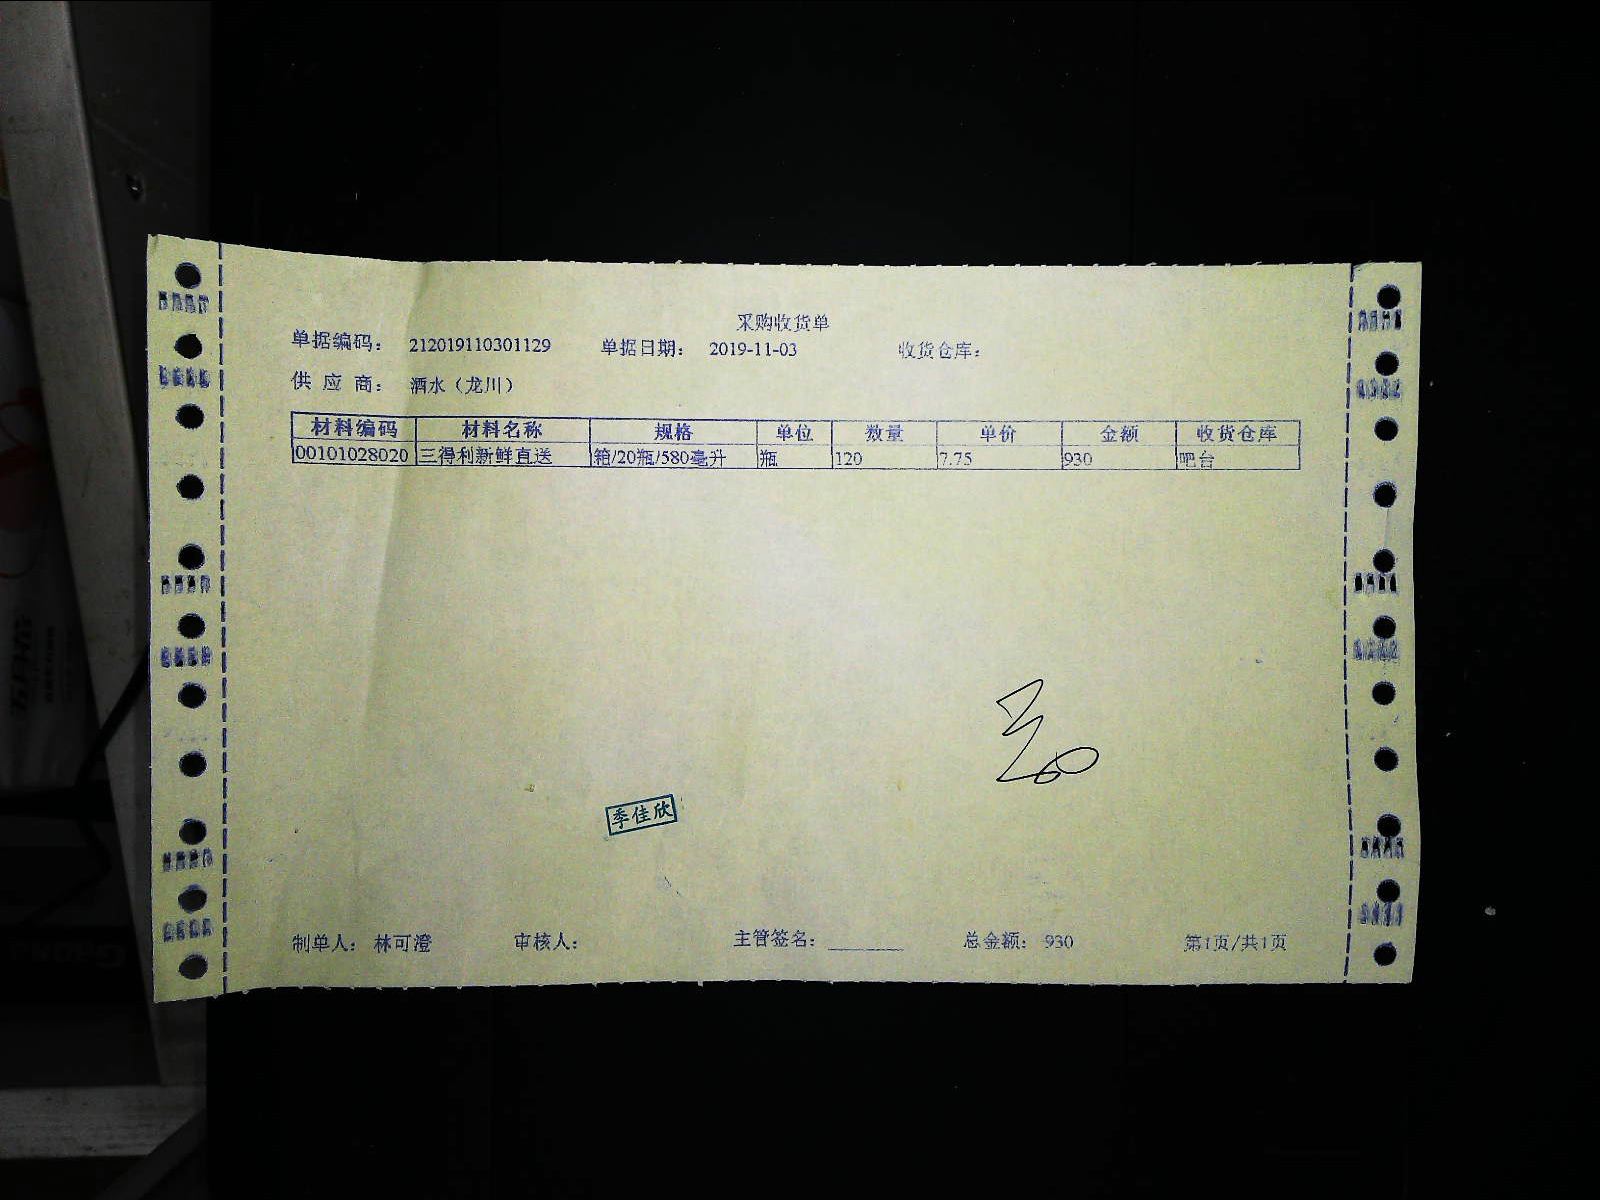 采购收货单
单据编码： 212019110301129 单据日期： 2019-11-03 收货仓库：
供 应 商： 酒水（龙川）
材料编码 材料名称 规格 单位 数量 单价 金额 收货仓库
00101028020 三得利新鲜直送 箱/20瓶/580毫升 瓶 120 7.75 930 吧台
季佳欣
制单人： 林可澄 审核人： 主管签名： 总金额： 930 第1页/共1页